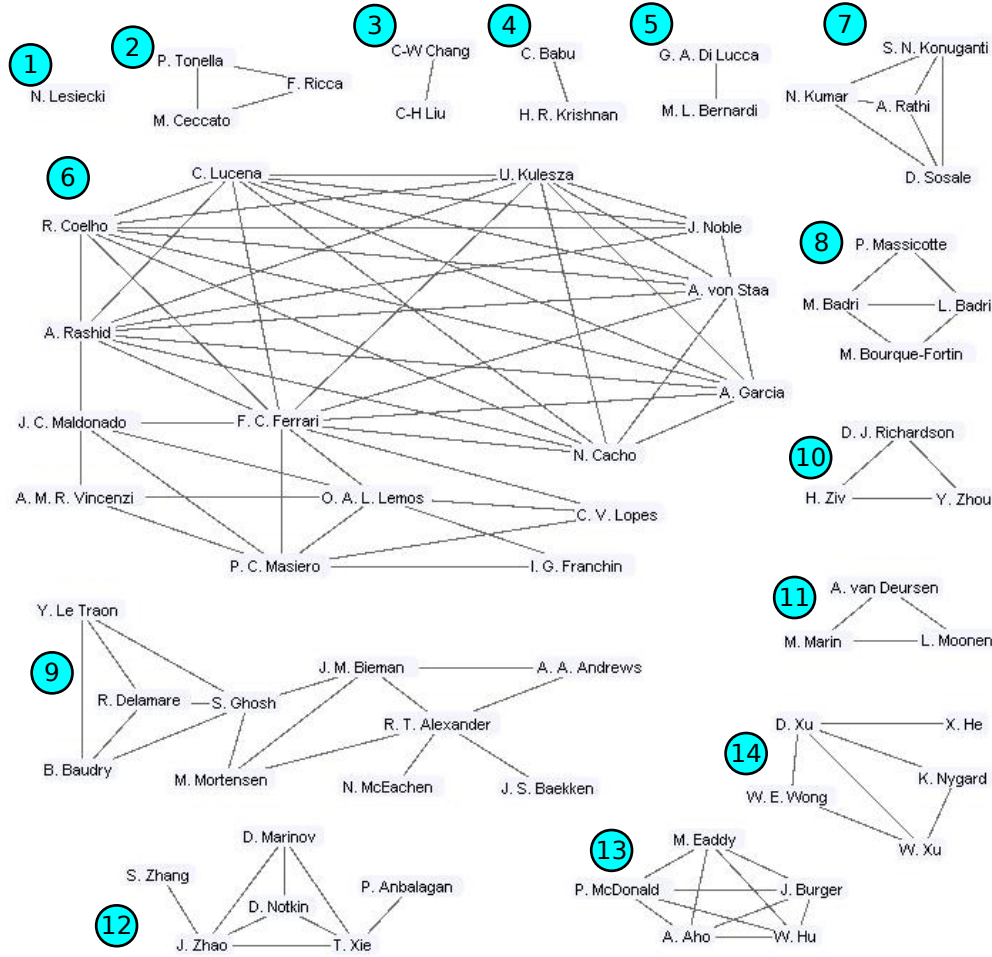 1
N. Lesiecki
2
P. Tonella
F. Ricca
M. Ceccato
3
C-W Chang
C-H Liu
4
C. Babu
H. R. Krishnan
5
G. A. Di Lucca
M. L. Bernardi
7
S. N. Konuganti
N. Kumar
A. Rathi
D. Sosale
6
C. Lucena
U. Kulesza
R. Coelho
J. Noble
A. von Staa
A. Rashid
A. Garcia
J. C. Maldonado
F. C. Ferrari
N. Cacho
A. M. R. Vincenzi
O. A. L. Lemos
C. V. Lopes
P. C. Masiero
I. G. Franchin
8
P. Massicotte
M. Badri
L. Badri
M. Bourque-Fortin
10
D. J. Richardson
H. Ziv
Y. Zhou
11
A. van Deursen
M. Marin
L. Moonen
9
Y. Le Traon
J. M. Bieman
A. A. Andrews
R. Delamare
S. Ghosh
R. T. Alexander
B. Baudry
M. Mortensen
N. McEachen
J. S. Baekken
14
D. Xu
X. He
K. Nygard
W. E. Wong
W. Xu
12
D. Marinov
S. Zhang
P. Anbalagan
D. Notkin
J. Zhao
T. Xie
13
M. Eaddy
P. McDonald
J. Burger
A. Aho
W. Hu